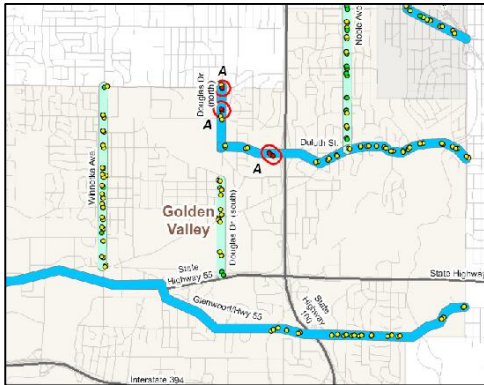 Noble Ave.
A
Douglas Dr.
(north)
A
Duluth St.
A
Winnetka Ave.
Golden
Valley
Douglas Dr. (south)
State
Highway 55
State Highway
Glenwood/Hwy 55
State
Highway
100
Interstate 394